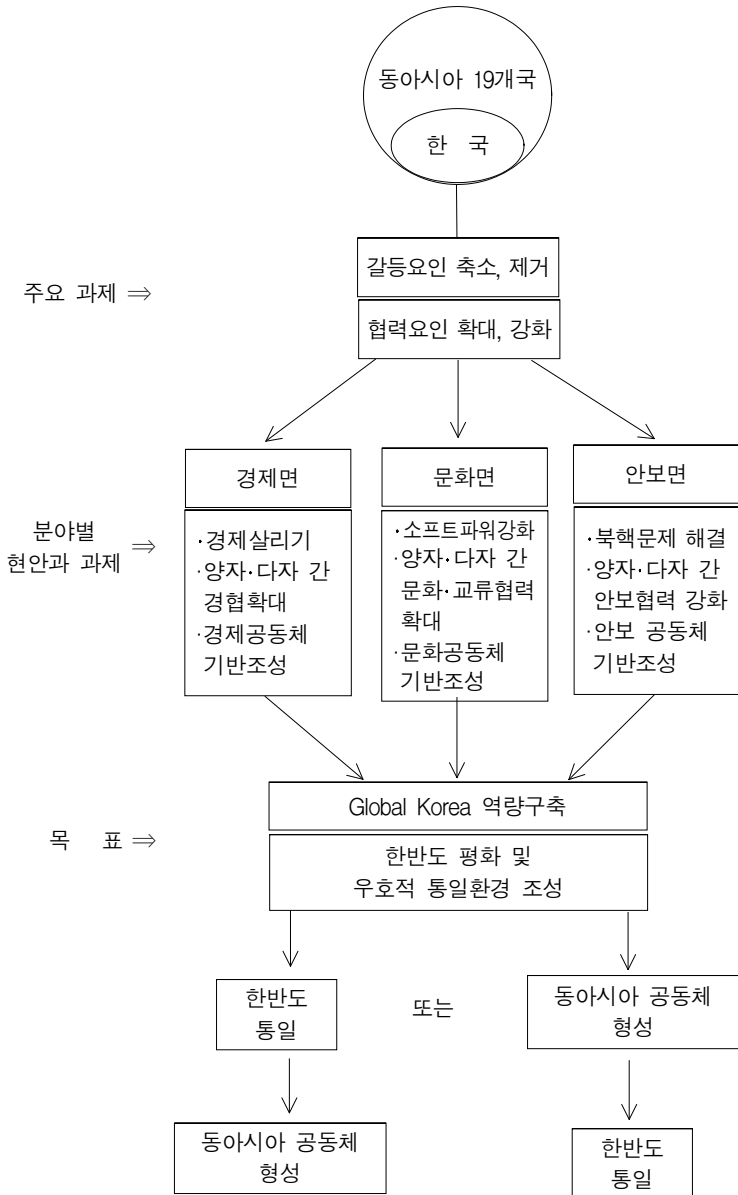 동아시아 19개국
한 국
갈등요인 축소, 제거
주요 과제 ⇒
협력요인 확대, 강화
경제면
문화면
안보면
분야별
현안과 과제 ⇒
·경제살리기
·양자·다자 간
경협확대
·경제공동체
기반조성
·소프트파워강화
·양자·다자 간
문화·교류협력
확대
·문화공동체
기반조성
·북핵문제 해결
·양자·다자 간
안보협력 강화
·안보 공동체
기반조성
Global Korea 역량구축
목 표 ⇒
한반도 평화 및
우호적 통일환경 조성
한반도
통일
또는
동아시아 공동체
형성
동아시아 공동체
형성
한반도
통일